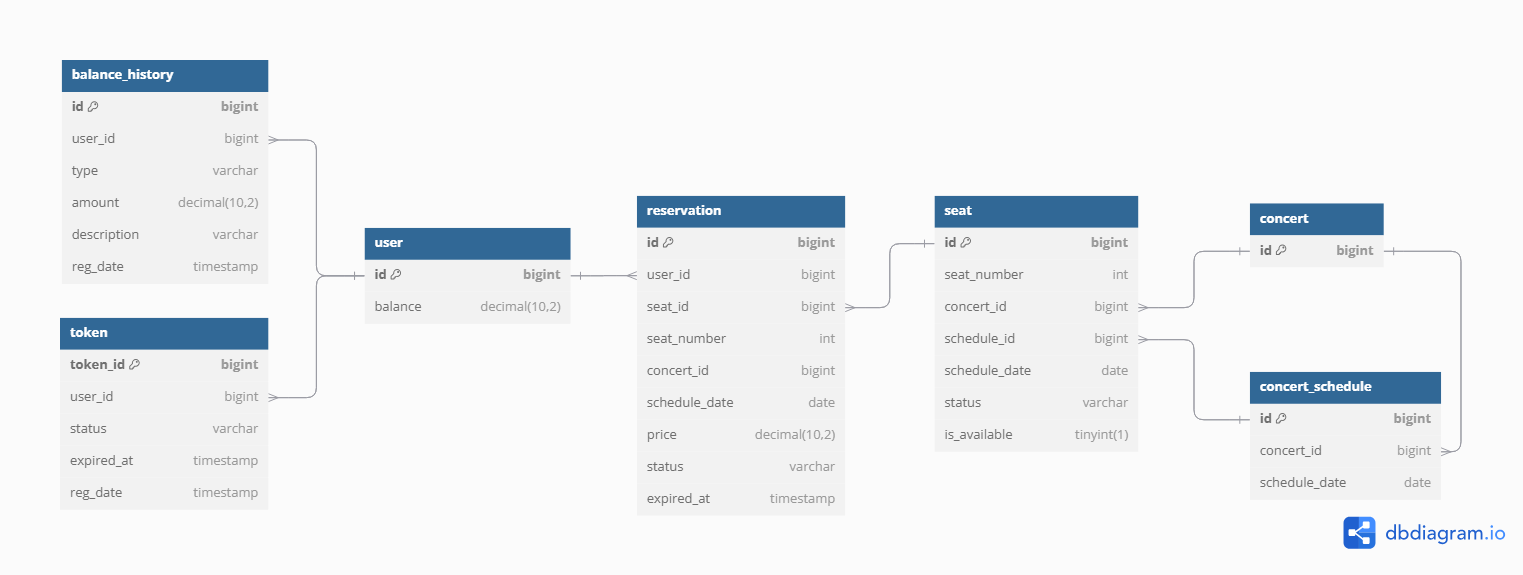 balance_history
id bigint
user_id bigint
type varchar
amount decimal(10,2)
description varchar
reg_date timestamp
token
token_id bigint
user_id bigint
status varchar
expired_at timestamp
reg_date timestamp
user
id bigint
balance decimal(10,2)
reservation
id bigint
user_id bigint
seat_id bigint
seat_number int
concert_id bigint
schedule_date date
price decimal(10,2)
status varchar
expired_at timestamp
seat
id bigint
seat_number int
concert_id bigint
schedule_id bigint
schedule_date date
status varchar
is_available tinyint(1)
concert
id bigint
concert_schedule
id bigint
concert_id bigint
schedule_date date
dbdiagram.io